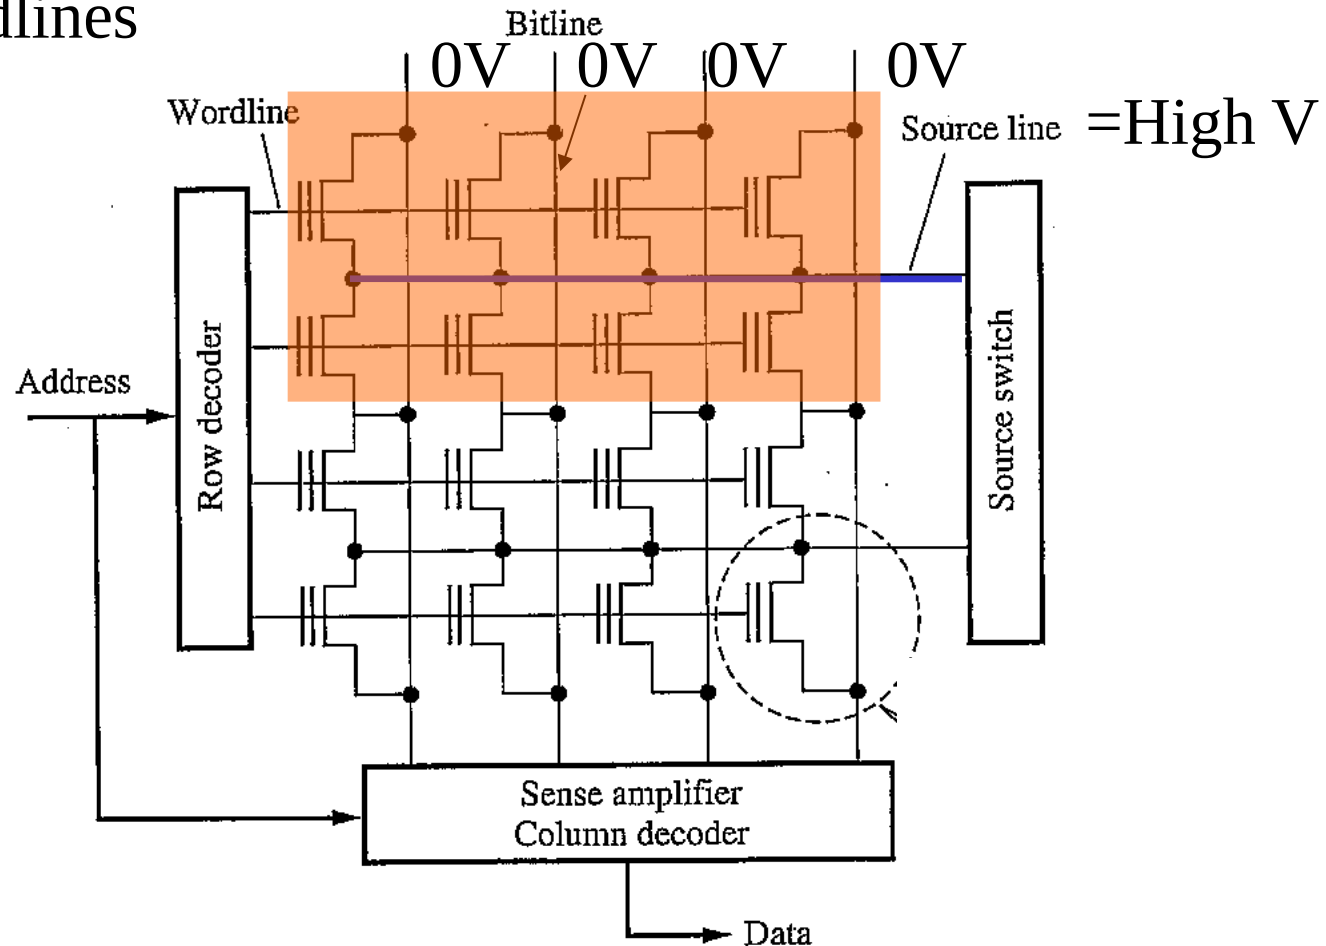 dlines
Bitline
0V 0V 0V 0V
Wordline
Source line =High V
Address
Row decoder
Source switch
Sense amplifier
Column decoder
Data